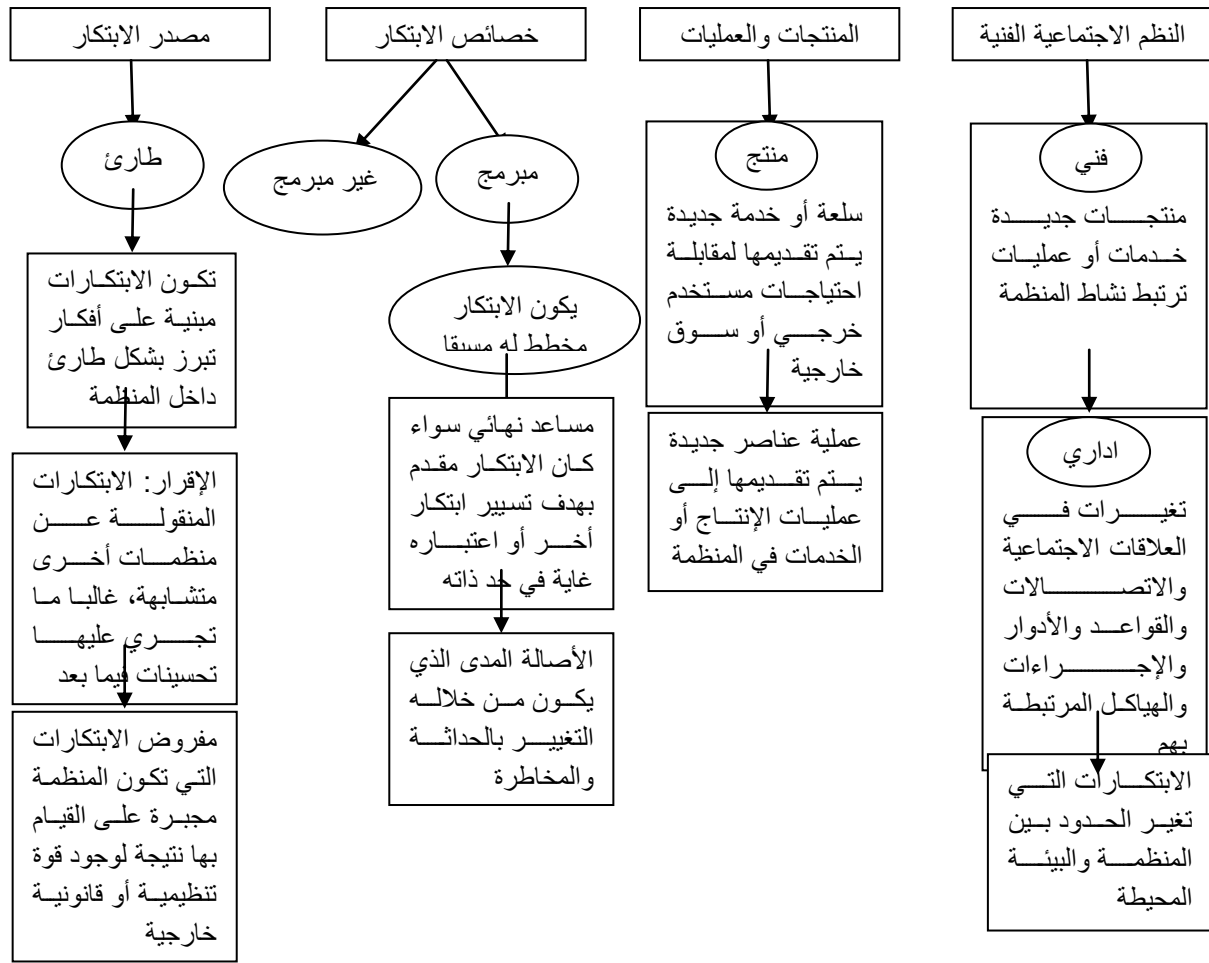 النظم الاجتماعية الفنية
فني
منتجات جديدة
خدمات أو عمليات
ترتبط نشاط المنظمة
اداري
تغيرات في
العلاقات الاجتماعية
والاتصالات
والقواعد والأدوار
والإجراءات
والهياكل المرتبطة
بهم
الابتكارات التي
تغير الحدود بين
المنظمة والبيئة
المحيطة
المنتجات والعمليات
منتج
سلعة أو خدمة جديدة
يتم تقديمها لمقابلة
احتياجات مستخدم
خرجي أو سوق
خارجية
عملية عناصر جديدة
يتم تقديمها إلى
عمليات الإنتاج أو
الخدمات في المنظمة
خصائص الابتكار
مبرمج
غير مبرمج
يكون الابتكار
مخطط له مسبقا
مساعد نهائي سواء
كان الابتكار مقدم
بهدف تسيير ابتكار
أخر أو اعتباره
غاية في حد ذاته
الأصالة المدى الذي
يكون من خلاله
التغيير بالحداثة
والمخاطرة
مصدر الابتكار
طارئ
تكون الابتكارات
مبنية على أفكار
تبرز بشكل طارئ
داخل المنظمة
الإقرار: الابتكارات
المنقولة عن
منظمات أخرى
متشابهة، غالبا ما
تجري عليها
تحسينات فيما بعد
مفروض الابتكارات
التي تكون المنظمة
مجبرة على القيام
بها نتيجة لوجود قوة
تنظيمية أو قانونية
خارجية